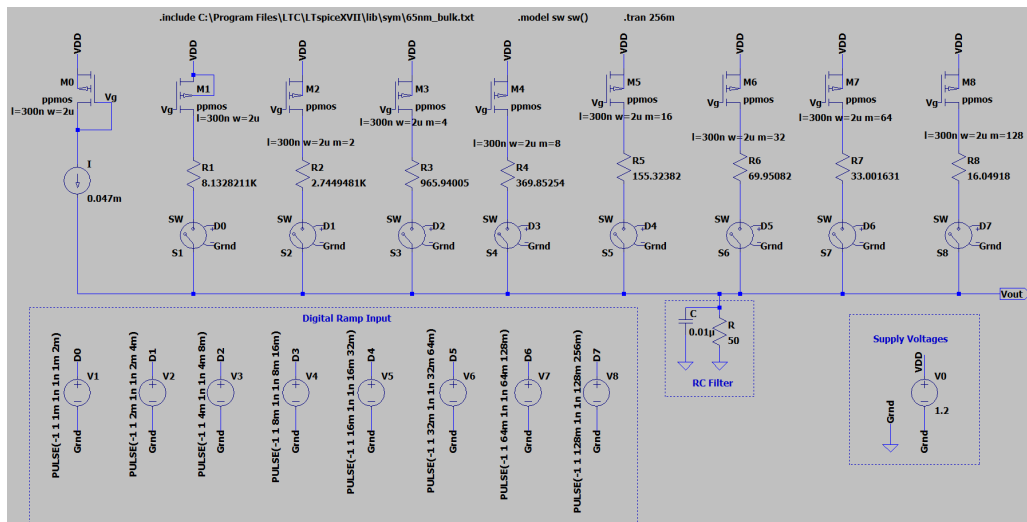 .include C:\Program Files\LTC\LTspiceXVII\lib\sym\65nm_bulk.txt .model sw sw() .tran 256m
VDD VDD VDD VDD VDD VDD VDD VDD VDD
M0 Vg ppmos l=300n w=2u
M1 Vg ppmos l=300n w=2u
M2 Vg ppmos l=300n w=2u m=2
M3 Vg ppmos l=300n w=2u m=4
M4 Vg ppmos l=300n w=2u m=8
M5 Vg ppmos l=300n w=2u m=16
M6 Vg ppmos l=300n w=2u m=32
M7 Vg ppmos l=300n w=2u m=64
M8 Vg ppmos l=300n w=2u m=128
I 0.047m
R1 8.1328211K
R2 2.7449481K
R3 965.94005
R4 369.85254
R5 155.32382
R6 69.95082
R7 33.001631
R8 16.04918
SW D0 Grnd S1
SW D1 Grnd S2
SW D2 Grnd S3
SW D3 Grnd S4
SW D4 Grnd S5
SW D5 Grnd S6
SW D6 Grnd S7
SW D7 Grnd S8
Vout
Digital Ramp Input
PULSE(-1 1 1m 1n 1n 1m 2m) D0 V1 Grnd
PULSE(-1 1 2m 1n 1n 2m 4m) D1 V2 Grnd
PULSE(-1 1 4m 1n 1n 4m 8m) D2 V3 Grnd
PULSE(-1 1 8m 1n 1n 8m 16m) D3 V4 Grnd
PULSE(-1 1 16m 1n 1n 16m 32m) D4 V5 Grnd
PULSE(-1 1 32m 1n 1n 32m 64m) D5 V6 Grnd
PULSE(-1 1 64m 1n 1n 64m 128m) D6 V7 Grnd
PULSE(-1 1 128m 1n 1n 128m 256m) D7 V8 Grnd
C 0.01µ
R 50
RC Filter
Supply Voltages
VDD V0 1.2 Grnd
Grnd